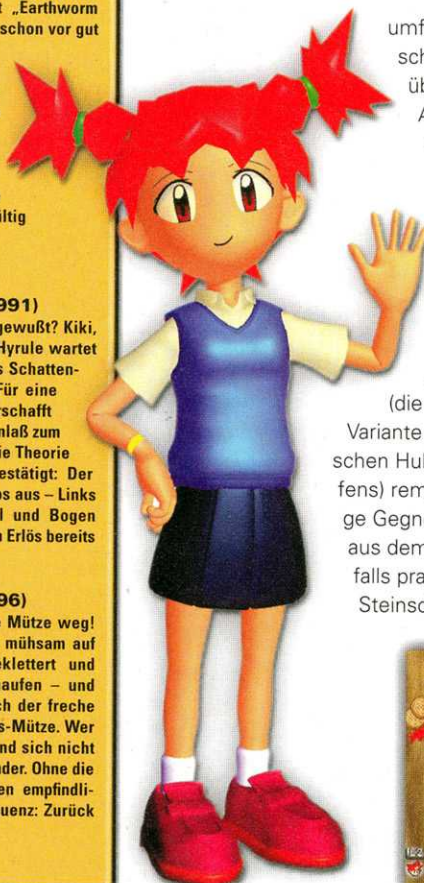 t „Earthworm
schon vor gut
ltig
991)
gewußt? Kiki,
Hyrule wartet
s Schatten-
Für eine
rschafft
nlaß zum
ie Theorie
estätigt: Der
os aus – Links
l und Bogen
n Erlös bereits
96)
e Mütze weg!
mühsam auf
eklettert und
aufen – und
ch der freche
s-Mütze. Wer
nd sich nicht
nder. Ohne die
en empfindli-
uenz: Zurück
umf
sch
üb
A
(die
Variante
schen Hul
fens) rem
ge Gegn
aus dem
falls pra
Steinsc